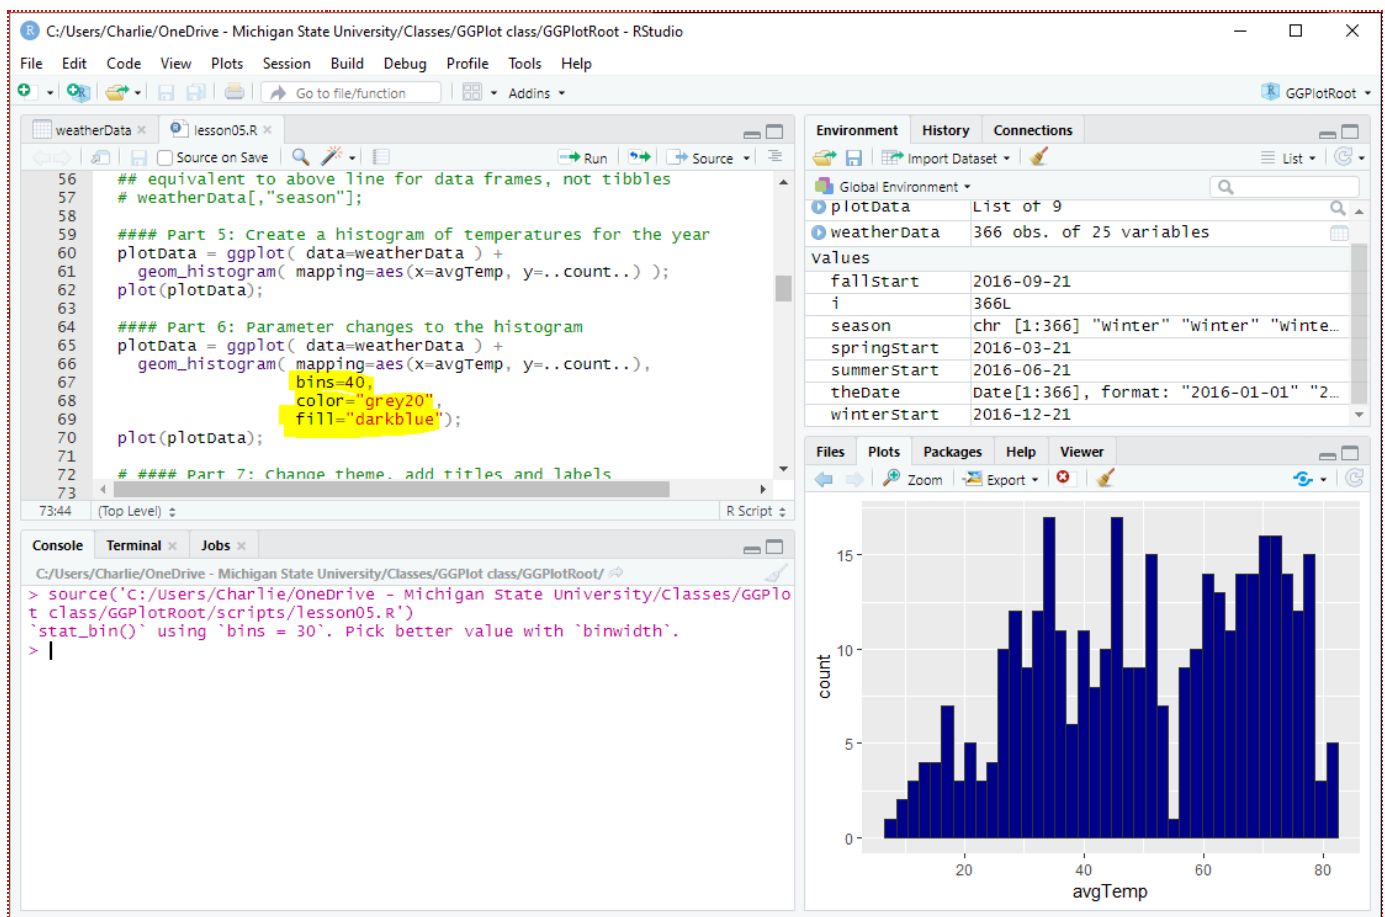 C:/Users/Charlie/OneDrive - Michigan State University/Classes/GGPlot class/GGPlotRoot - RStudio
File Edit Code View Plots Session Build Debug Profile Tools Help
Go to file/function Addins GGPlotRoot
weatherData lesson05.R
Source on Save Run Source
56 ## equivalent to above line for data frames, not tibbles
57 # weatherData[,"season"];
58
59 #### Part 5: Create a histogram of temperatures for the year
60 plotData = ggplot( data=weatherData ) +
61 geom_histogram( mapping=aes(x=avgTemp, y=..count..) );
62 plot(plotData);
63
64 #### Part 6: Parameter changes to the histogram
65 plotData = ggplot( data=weatherData ) +
66 geom_histogram( mapping=aes(x=avgTemp, y=..count..),
67 bins=40,
68 color="grey20",
69 fill="darkblue");
70 plot(plotData);
71
72 # #### Part 7: Change theme, add titles and labels
73
73:44 (Top Level) R Script
Console Terminal Jobs
C:/Users/Charlie/OneDrive - Michigan State University/Classes/GGPlot class/GGPlotRoot/
> source('C:/Users/Charlie/OneDrive - Michigan State University/Classes/GGPlo
t class/GGPlotRoot/scripts/lesson05.R')
`stat_bin()` using `bins = 30`. Pick better value with `binwidth`.
>
Environment History Connections
Import Dataset List
Global Environment
plotData List of 9
weatherData 366 obs. of 25 variables
Values
fallStart 2016-09-21
i 366L
season chr [1:366] "Winter" "Winter" "Winte...
springStart 2016-03-21
summerStart 2016-06-21
theDate Date[1:366], format: "2016-01-01" "2...
winterStart 2016-12-21
Files Plots Packages Help Viewer
Zoom Export
15
10
5
0
count
20 40 60 80
avgTemp